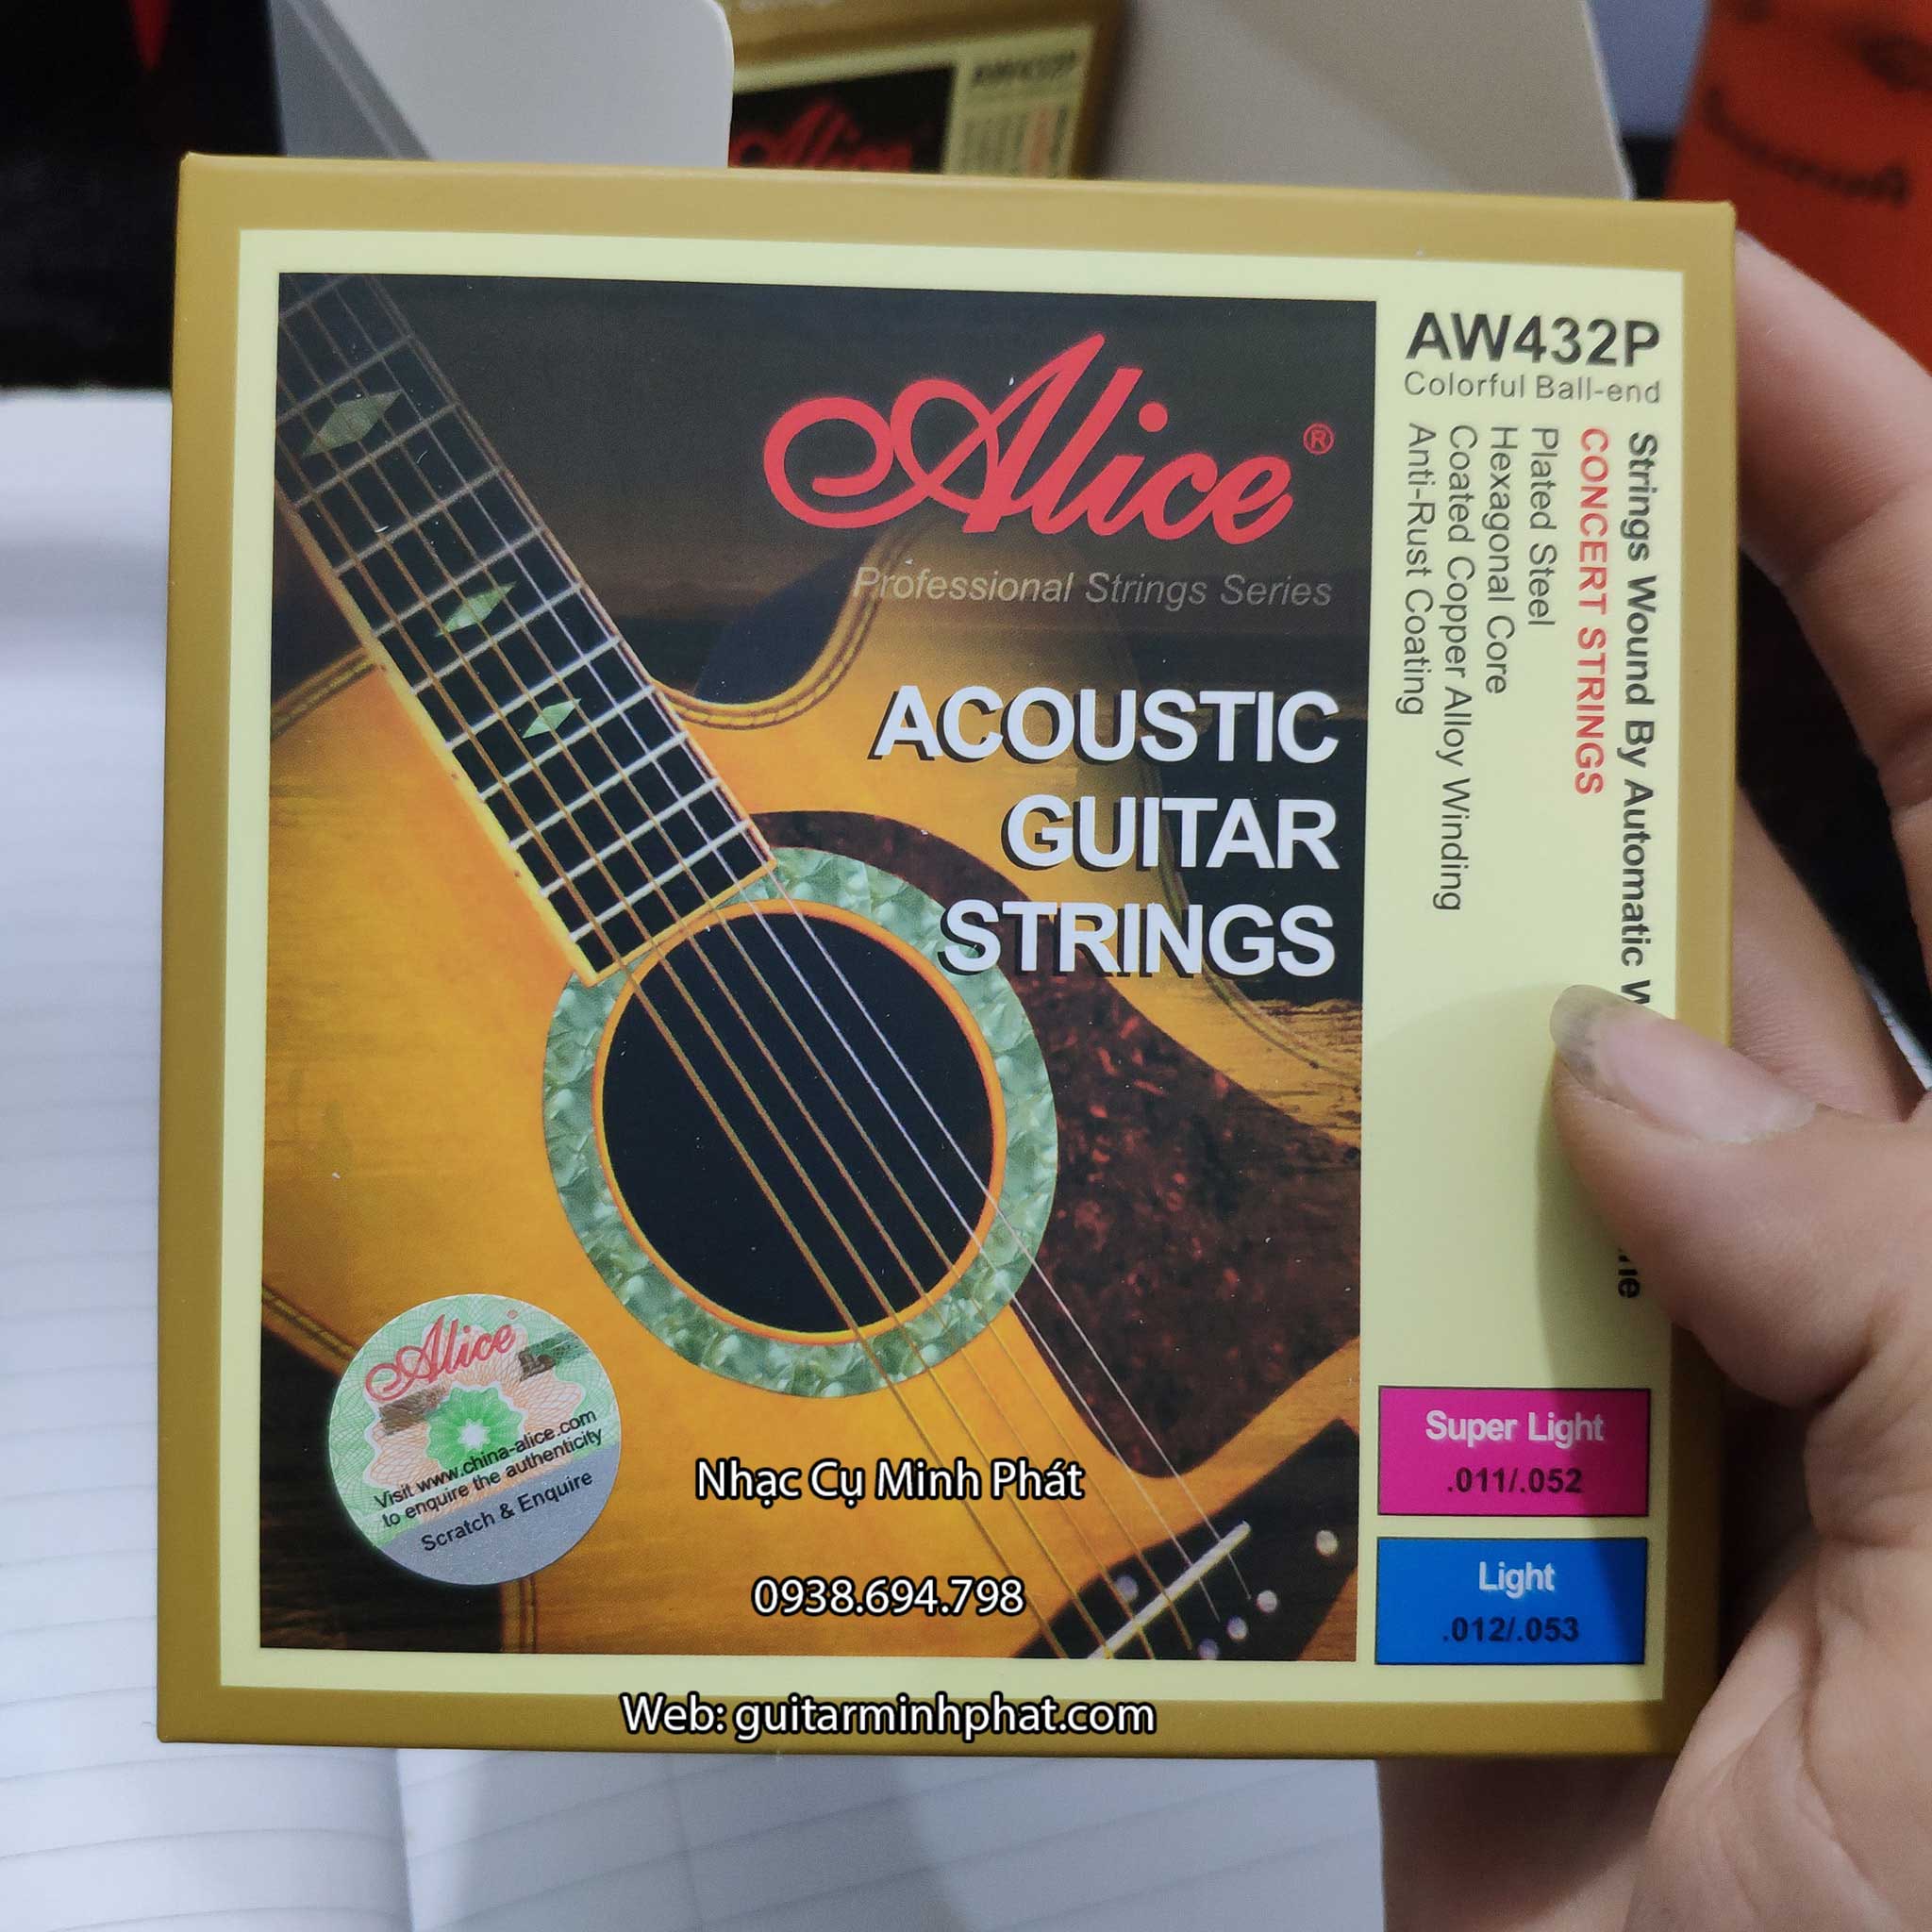 Alice
AW432P
Alice®
Professional Strings Series
ACOUSTIC
GUITAR
STRINGS
AW432P
Colorful Ball-end
Strings Wound By Automatic
CONCERT STRINGS
Plated Steel
Hexagonal Core
Coated Copper Alloy Winding
Anti-Rust Coating
Super Light
.011/.052
Light
.012/.053
Alice®
Visit www.china-alice.com
to enquire the authenticity
Scratch & Enquire
Nhạc Cụ Minh Phát
0938.694.798
Web: guitarminhphat.com